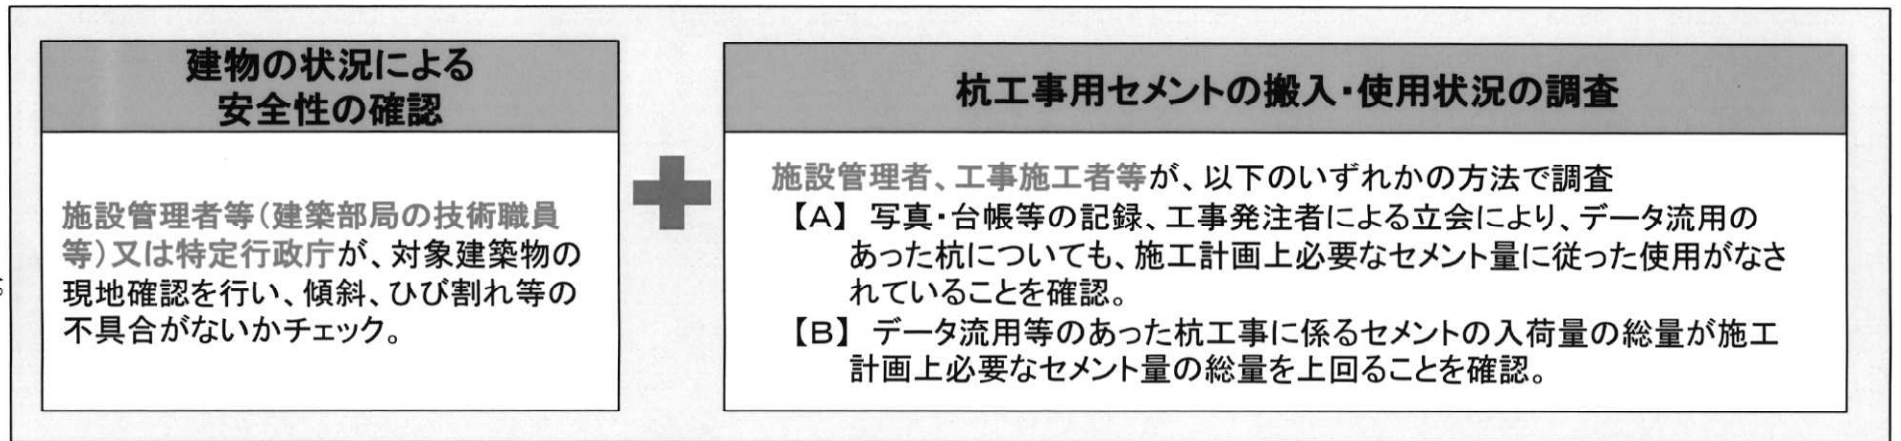 建物の状況による
安全性の確認
施設管理者等(建築部局の技術職員
等)又は特定行政庁が、対象建築物の
現地確認を行い、傾斜、ひび割れ等の
不具合がないかチェック。
杭工事用セメントの搬入・使用状況の調査
施設管理者、工事施工者等が、以下のいずれかの方法で調査
【A】 写真・台帳等の記録、工事発注者による立会により、データ流用の
あった杭についても、施工計画上必要なセメント量に従った使用がなさ
れていることを確認。
【B】 データ流用等のあった杭工事に係るセメントの入荷量の総量が施工
計画上必要なセメント量の総量を上回ることを確認。